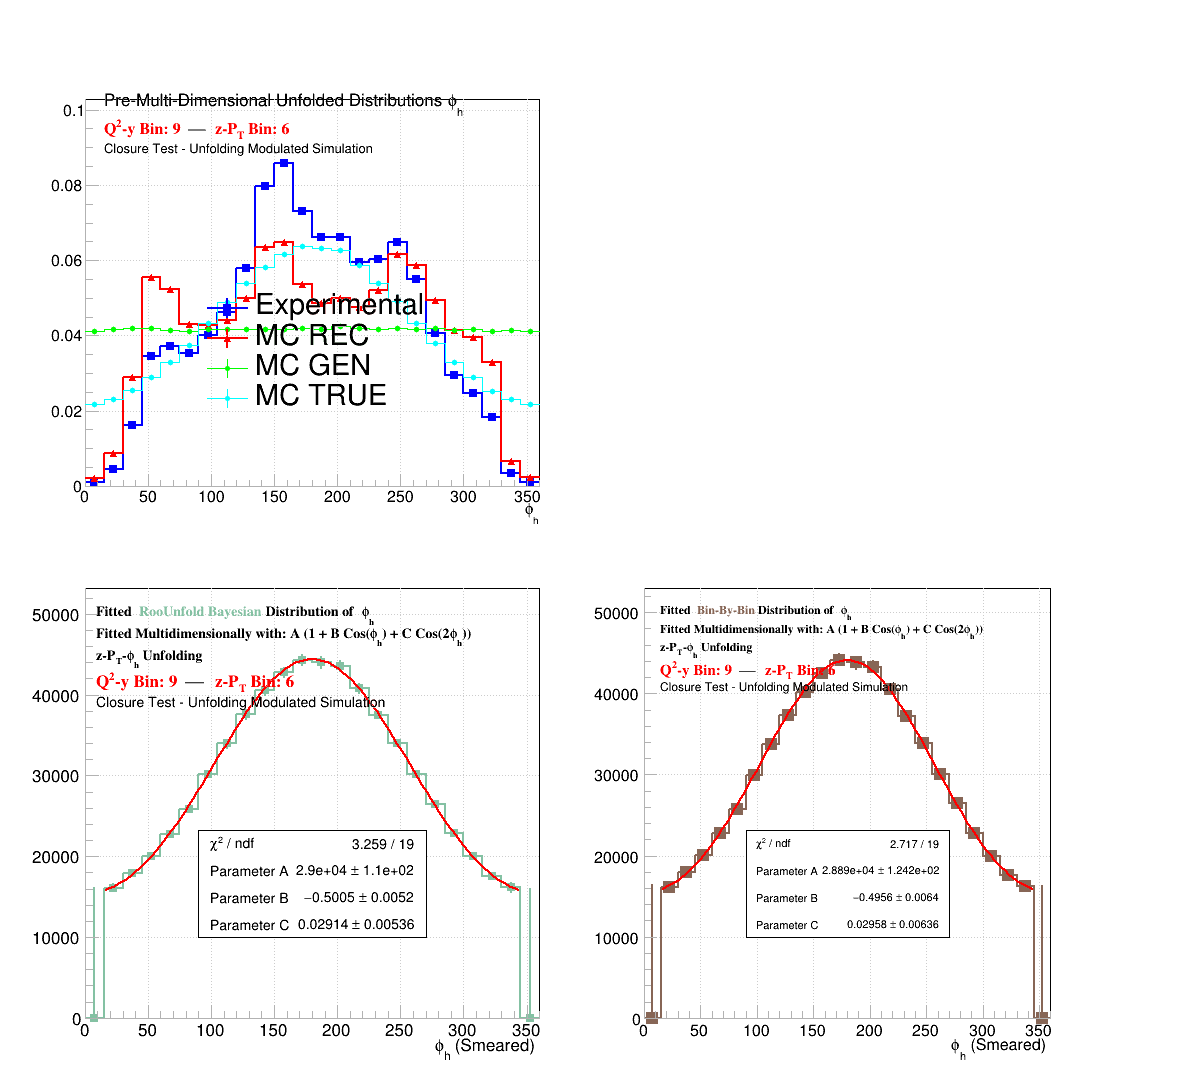 Pre-Multi-Dimensional Unfolded Distributions ϕh
Q2-y Bin: 9 — z-PT Bin: 6
Closure Test - Unfolding Modulated Simulation
0.1
0.08
0.06
0.04
0.02
0
Experimental
MC REC
MC GEN
MC TRUE
0 50 100 150 200 250 300 350
ϕh
Fitted RooUnfold Bayesian Distribution of ϕh
Fitted Multidimensionally with: A (1 + B Cos(ϕh) + C Cos(2ϕh))
z-PT-ϕh Unfolding
Q2-y Bin: 9 — z-PT Bin: 6
Closure Test - Unfolding Modulated Simulation
50000
40000
30000
20000
10000
0
χ2 / ndf 3.259 / 19
Parameter A 2.9e+04 ± 1.1e+02
Parameter B −0.5005 ± 0.0052
Parameter C 0.02914 ± 0.00536
0 50 100 150 200 250 300 350
ϕh (Smeared)
Fitted Bin-By-Bin Distribution of ϕh
Fitted Multidimensionally with: A (1 + B Cos(ϕh) + C Cos(2ϕh))
z-PT-ϕh Unfolding
Q2-y Bin: 9 — z-PT Bin: 6
Closure Test - Unfolding Modulated Simulation
50000
40000
30000
20000
10000
0
χ2 / ndf 2.717 / 19
Parameter A 2.889e+04 ± 1.242e+02
Parameter B −0.4956 ± 0.0064
Parameter C 0.02958 ± 0.00636
0 50 100 150 200 250 300 350
ϕh (Smeared)